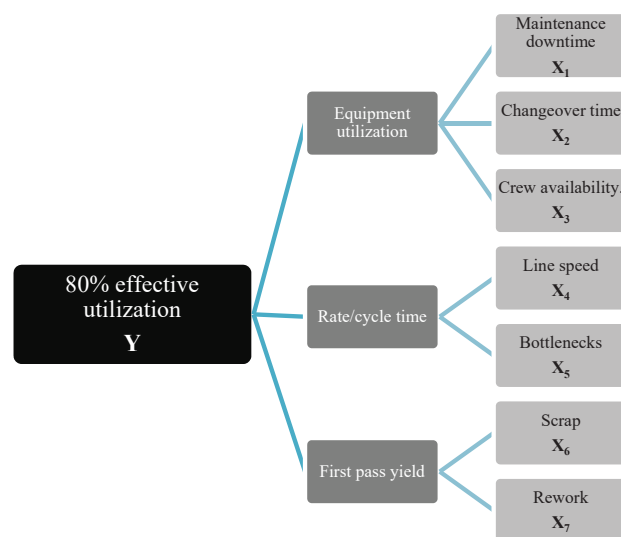 Maintenance
downtime
X₁
Equipment
utilization
Changeover time
X₂
Crew availability.
X₃
80% effective
utilization
Y
Line speed
X₄
Rate/cycle time
Bottlenecks
X₅
Scrap
X₆
First pass yield
Rework
X₇